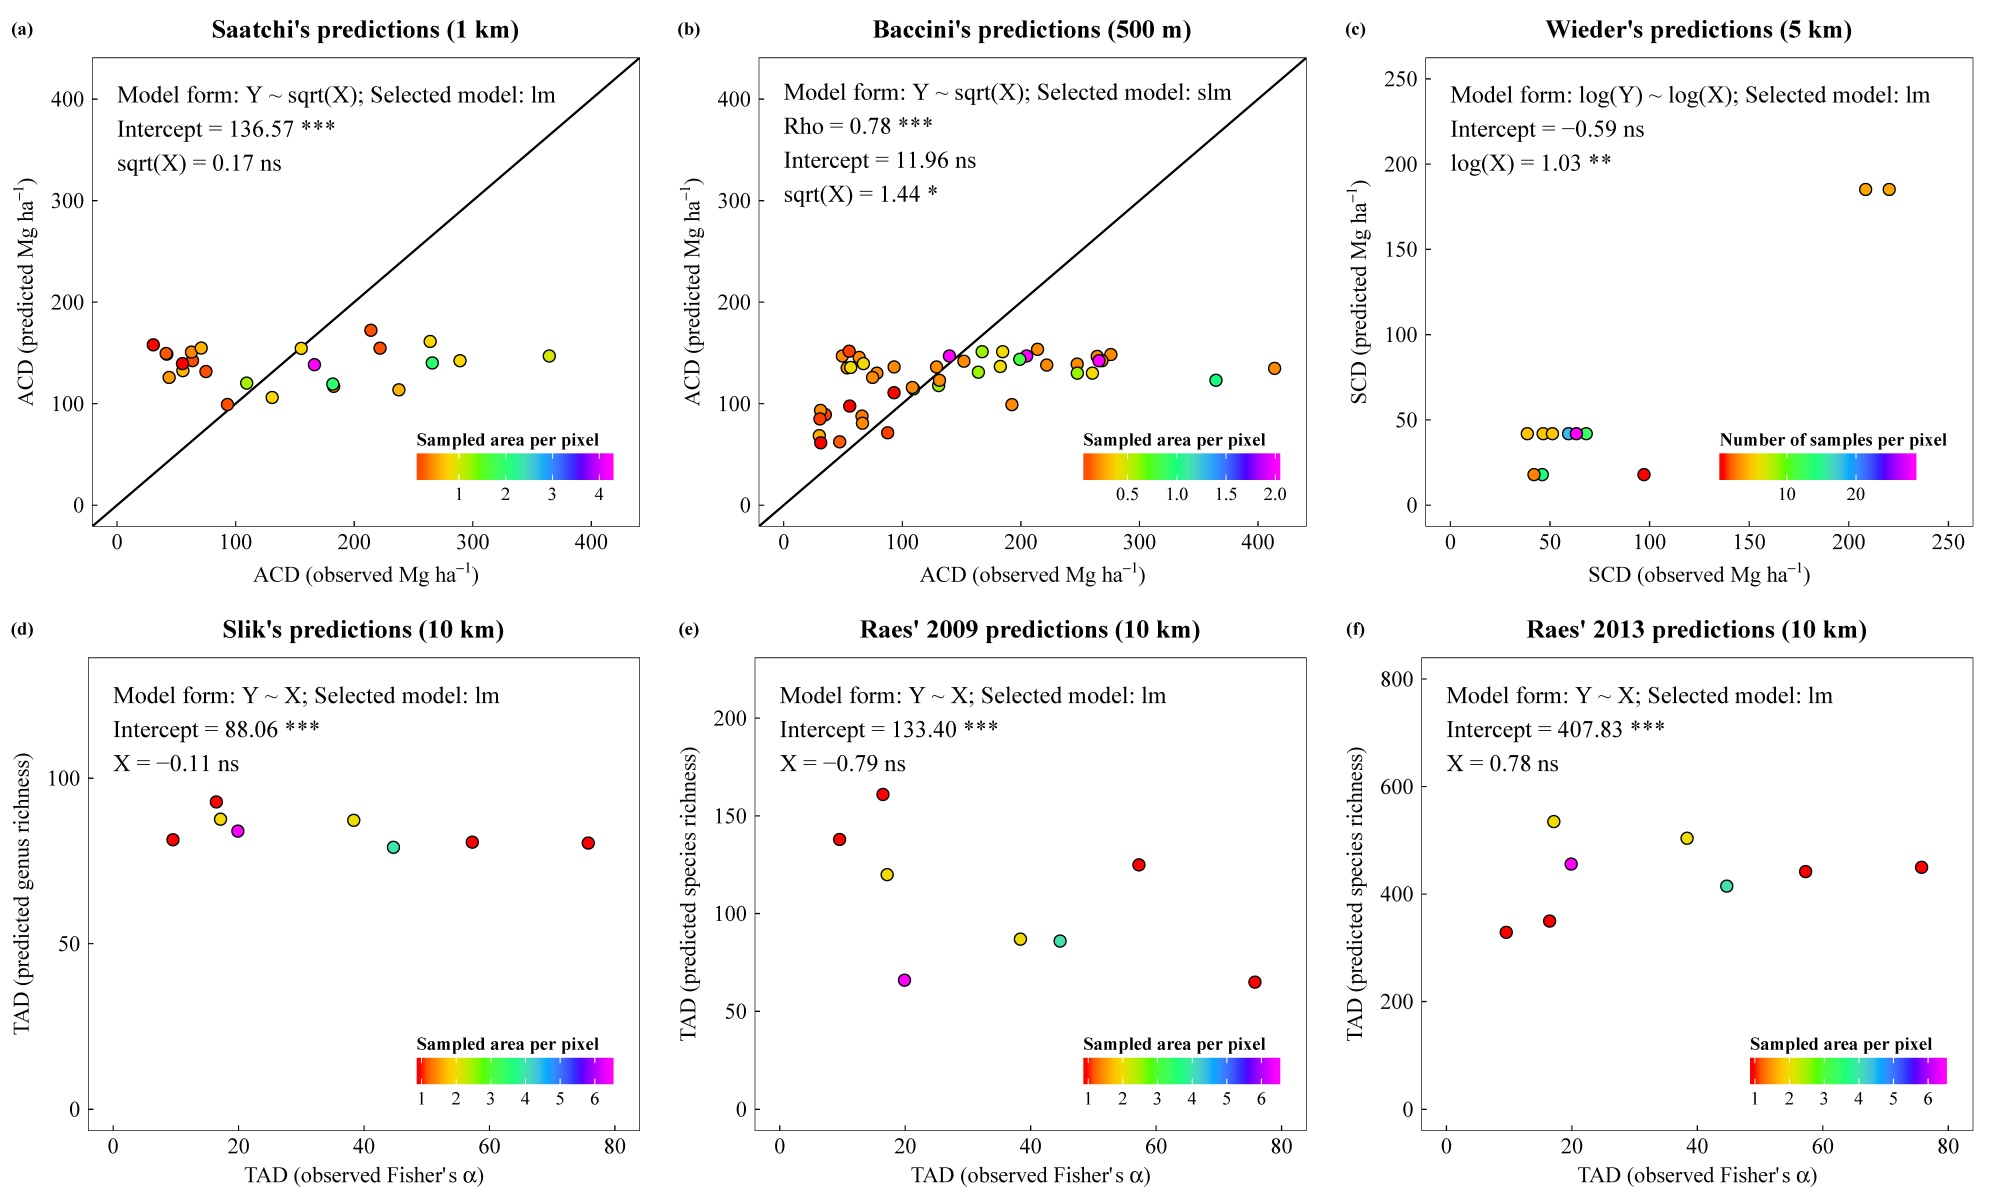 (a) Saatchi's predictions (1 km)
Model form: Y ~ sqrt(X); Selected model: lm
Intercept = 136.57 ***
sqrt(X) = 0.17 ns
ACD (predicted Mg ha⁻¹)
400
300
200
100
0
Sampled area per pixel
1 2 3 4
0 100 200 300 400
ACD (observed Mg ha⁻¹)
(b) Baccini's predictions (500 m)
Model form: Y ~ sqrt(X); Selected model: slm
Rho = 0.78 ***
Intercept = 11.96 ns
sqrt(X) = 1.44 *
ACD (predicted Mg ha⁻¹)
400
300
200
100
0
Sampled area per pixel
0.5 1.0 1.5 2.0
0 100 200 300 400
ACD (observed Mg ha⁻¹)
(c) Wieder's predictions (5 km)
Model form: log(Y) ~ log(X); Selected model: lm
Intercept = −0.59 ns
log(X) = 1.03 **
SCD (predicted Mg ha⁻¹)
250
200
150
100
50
0
Number of samples per pixel
10 20
0 50 100 150 200 250
SCD (observed Mg ha⁻¹)
(d) Slik's predictions (10 km)
Model form: Y ~ X; Selected model: lm
Intercept = 88.06 ***
X = −0.11 ns
TAD (predicted genus richness)
100
50
0
Sampled area per pixel
1 2 3 4 5 6
0 20 40 60 80
TAD (observed Fisher's α)
(e) Raes' 2009 predictions (10 km)
Model form: Y ~ X; Selected model: lm
Intercept = 133.40 ***
X = −0.79 ns
TAD (predicted species richness)
200
150
100
50
0
Sampled area per pixel
1 2 3 4 5 6
0 20 40 60 80
TAD (observed Fisher's α)
(f) Raes' 2013 predictions (10 km)
Model form: Y ~ X; Selected model: lm
Intercept = 407.83 ***
X = 0.78 ns
TAD (predicted species richness)
800
600
400
200
0
Sampled area per pixel
1 2 3 4 5 6
0 20 40 60 80
TAD (observed Fisher's α)